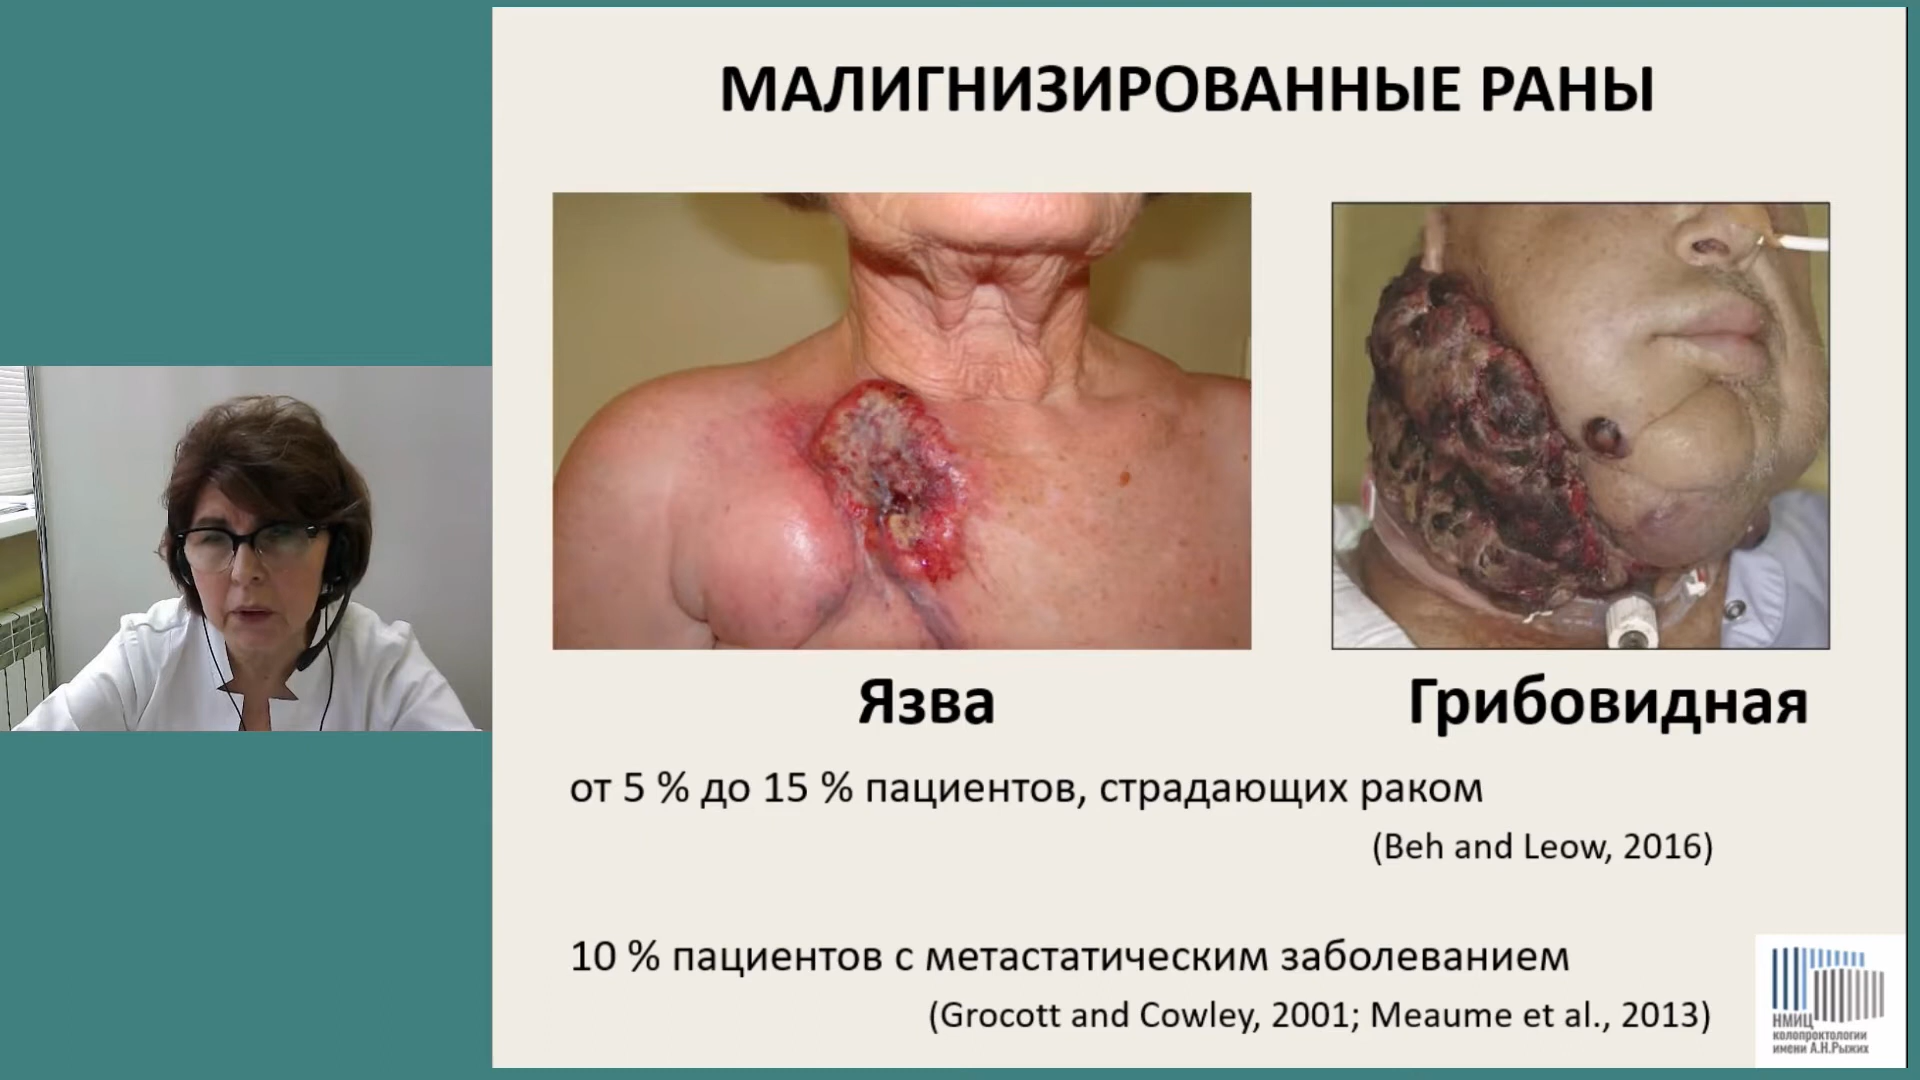 МАЛИГНИЗИРОВАННЫЕ РАНЫ
Язва
Грибовидная
от 5 % до 15 % пациентов, страдающих раком
(Beh and Leow, 2016)
10 % пациентов с метастатическим заболеванием
(Grocott and Cowley, 2001; Meaume et al., 2013)
НМИЦ
колопроктологии
имени А.Н.Рыжих